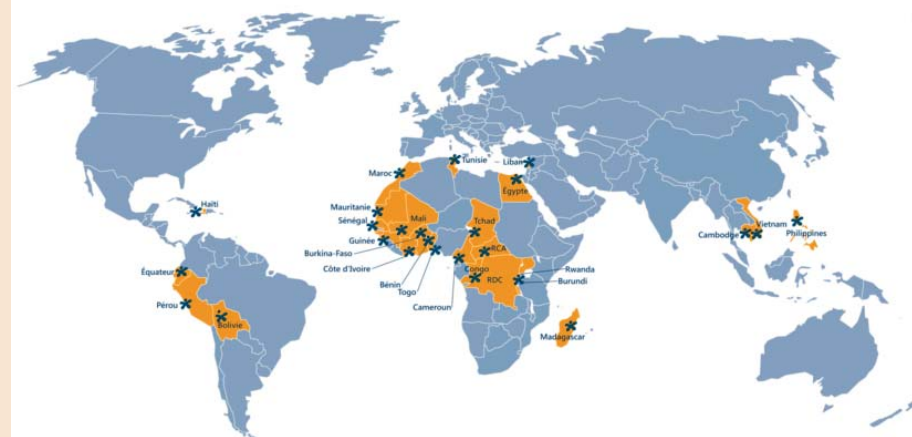 Tunisie
Liban
Maroc
Égypte
Haïti
Mauritanie
Mali
Tchad
Sénégal
Vietnam
Cambodge
Philippines
Guinée
Burkina-Faso
RCA
Côte d'Ivoire
Congo
Rwanda
Équateur
RDC
Burundi
Bénin
Togo
Pérou
Cameroun
Bolivie
Madagascar